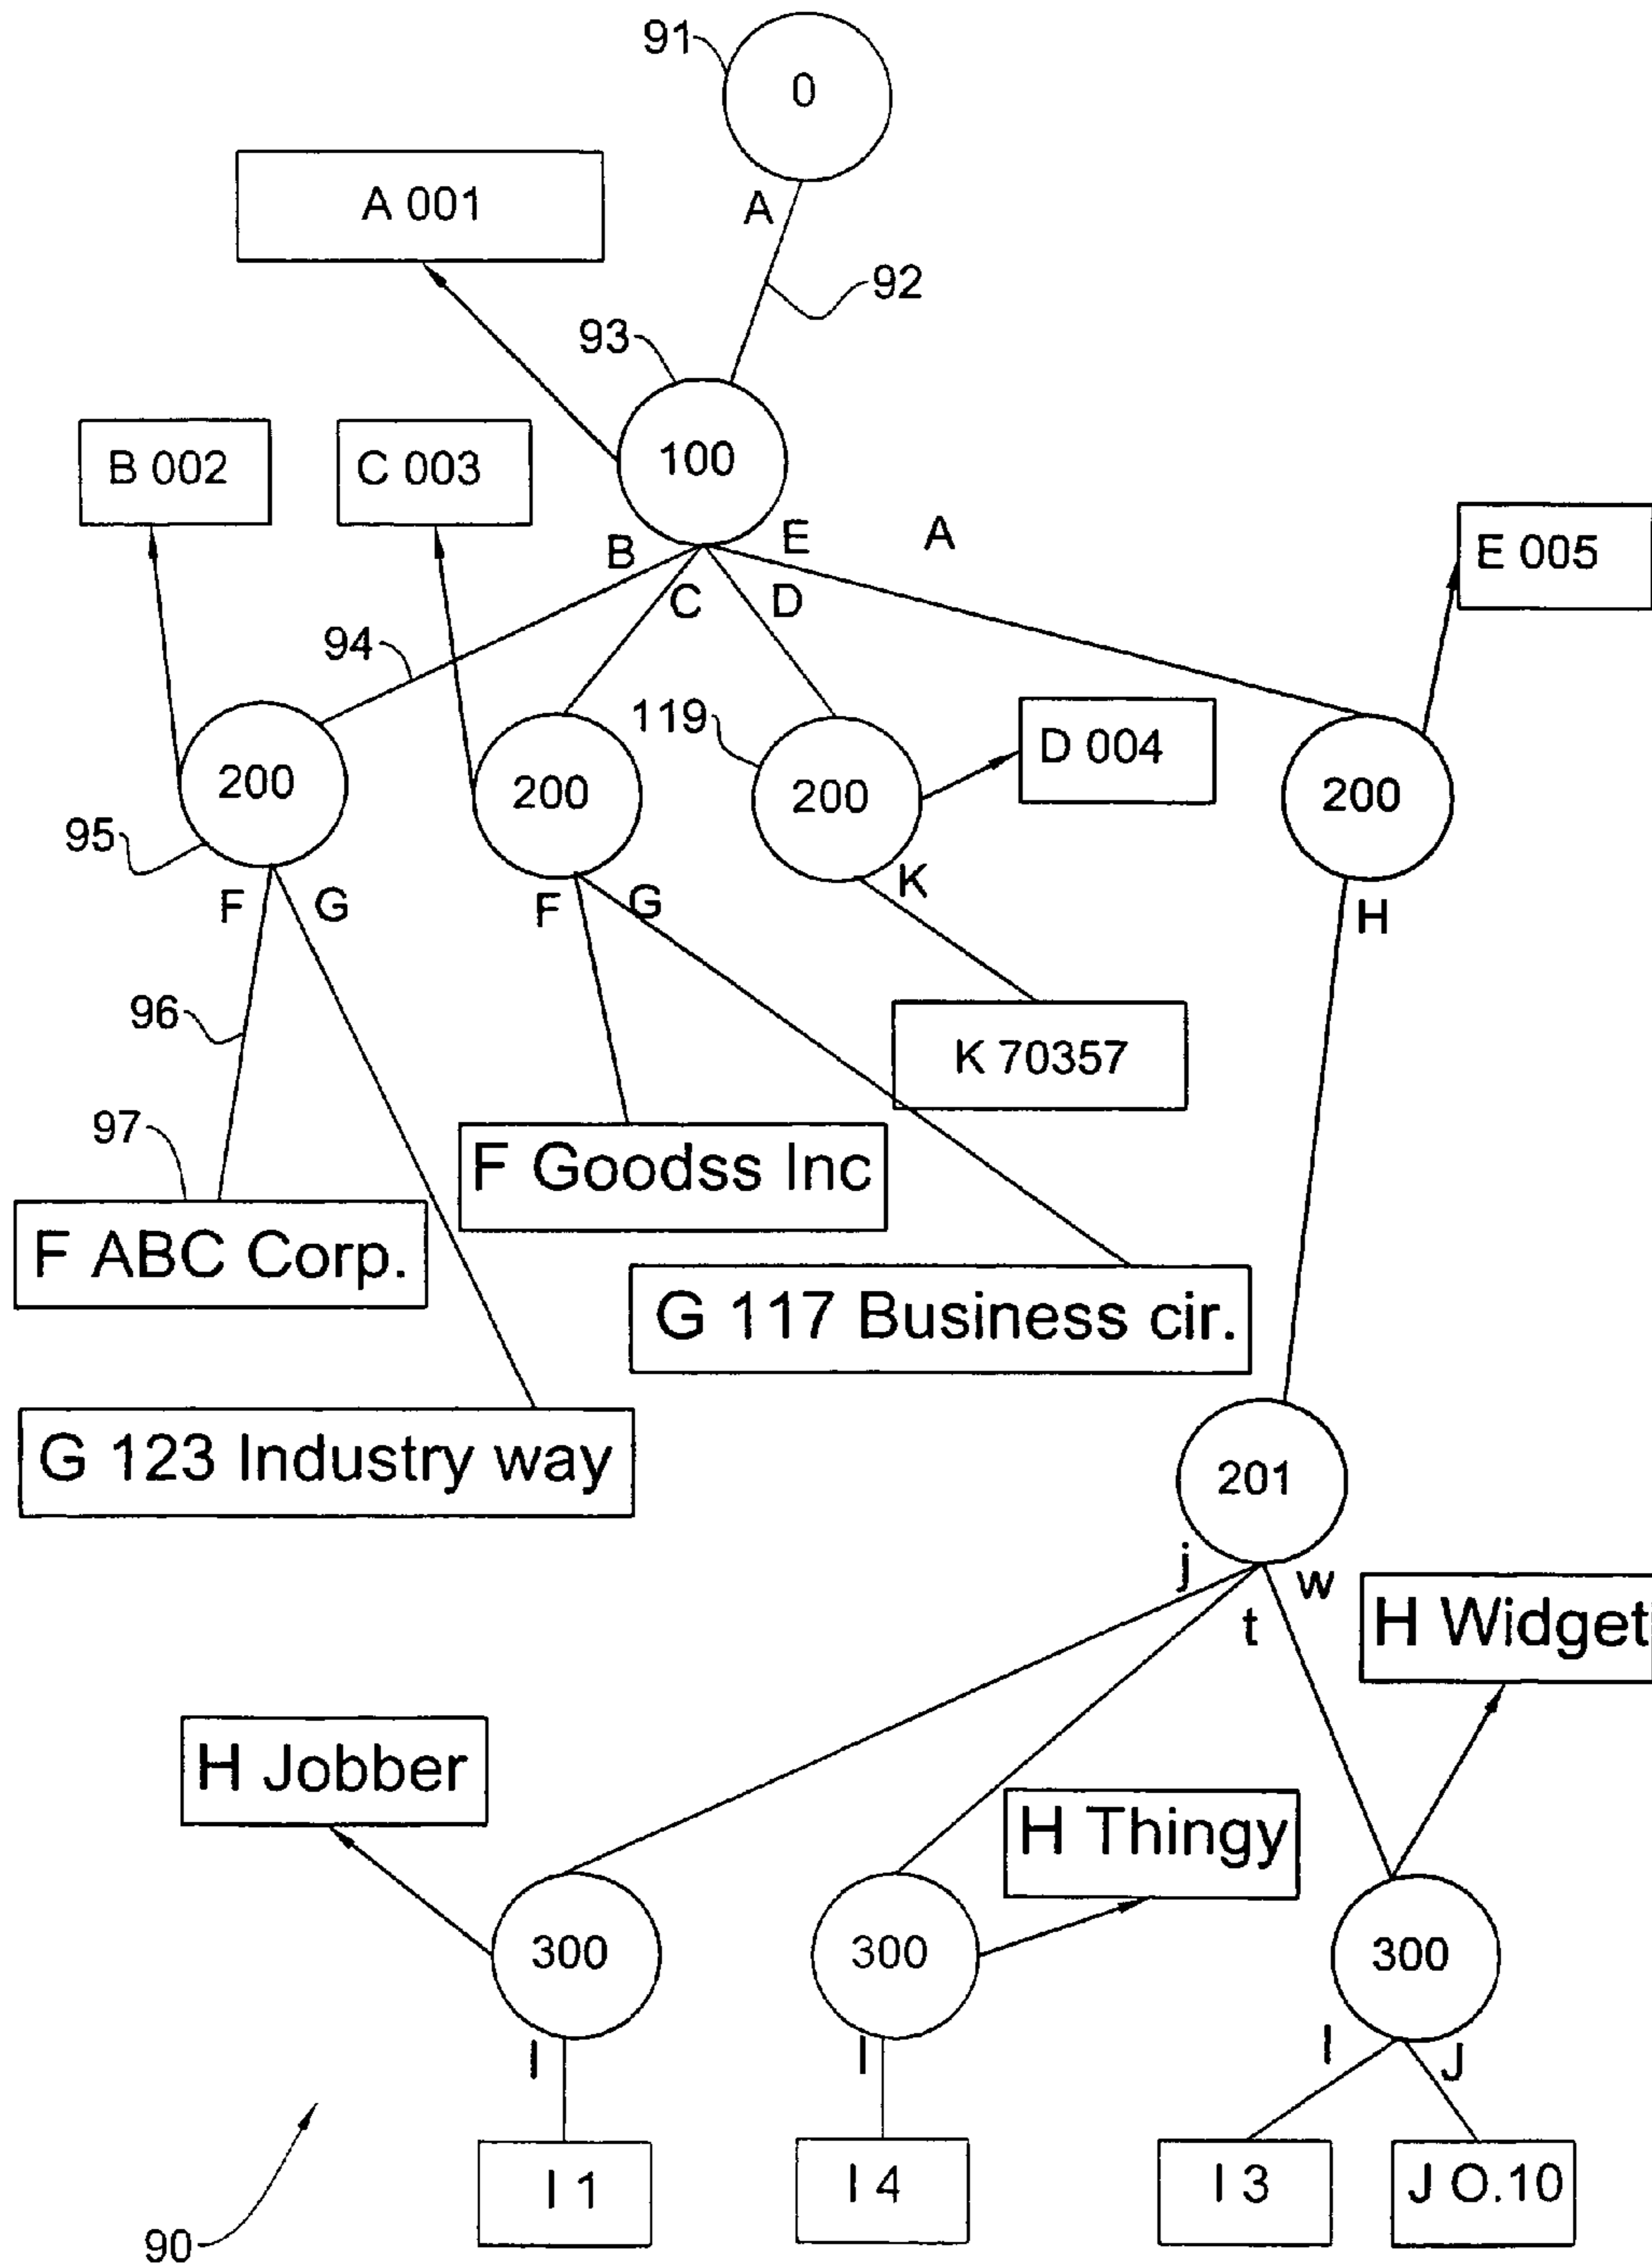 91
0
A 001
A
92
93
B 002
C 003
100
B
E
A
E 005
C
D
94
119
D 004
200
200
200
200
95
F
G
F
G
K
H
96
K 70357
97
F Goodss Inc
F ABC Corp.
G 117 Business cir.
G 123 Industry way
201
j
w
t
H Widget
H Jobber
H Thingy
300
300
300
I
I
I
J
I 1
I 4
I 3
J O.10
90